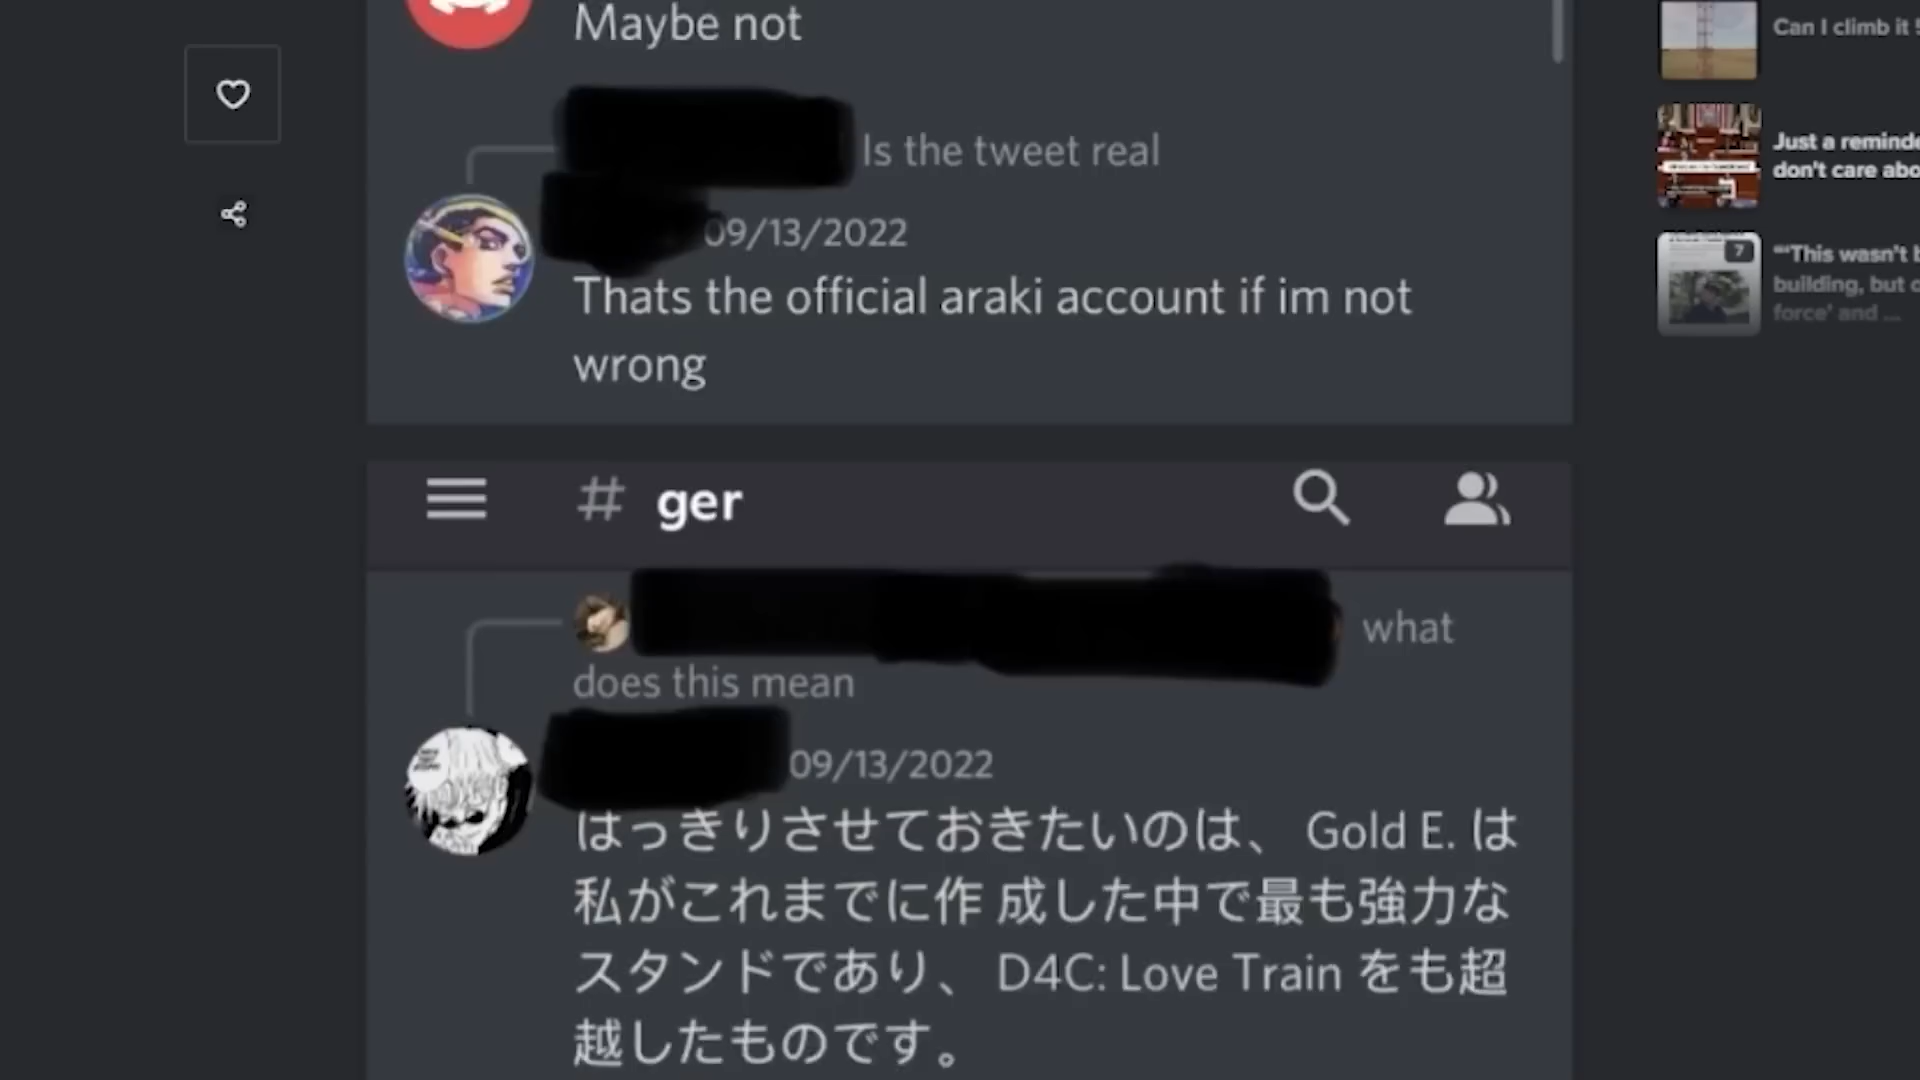 Maybe not
Is the tweet real
09/13/2022
Thats the official araki account if im not
wrong
# ger
what
does this mean
09/13/2022
はっきりさせておきたいのは、 Gold E. は
私がこれまでに作 成した中で最も強力な
スタンドであり、 D4C: Love Train をも超
越したものです。
Can I climb it
Just a reminde
don't care abo
7
"'This wasn't b
building, but c
force' and ...